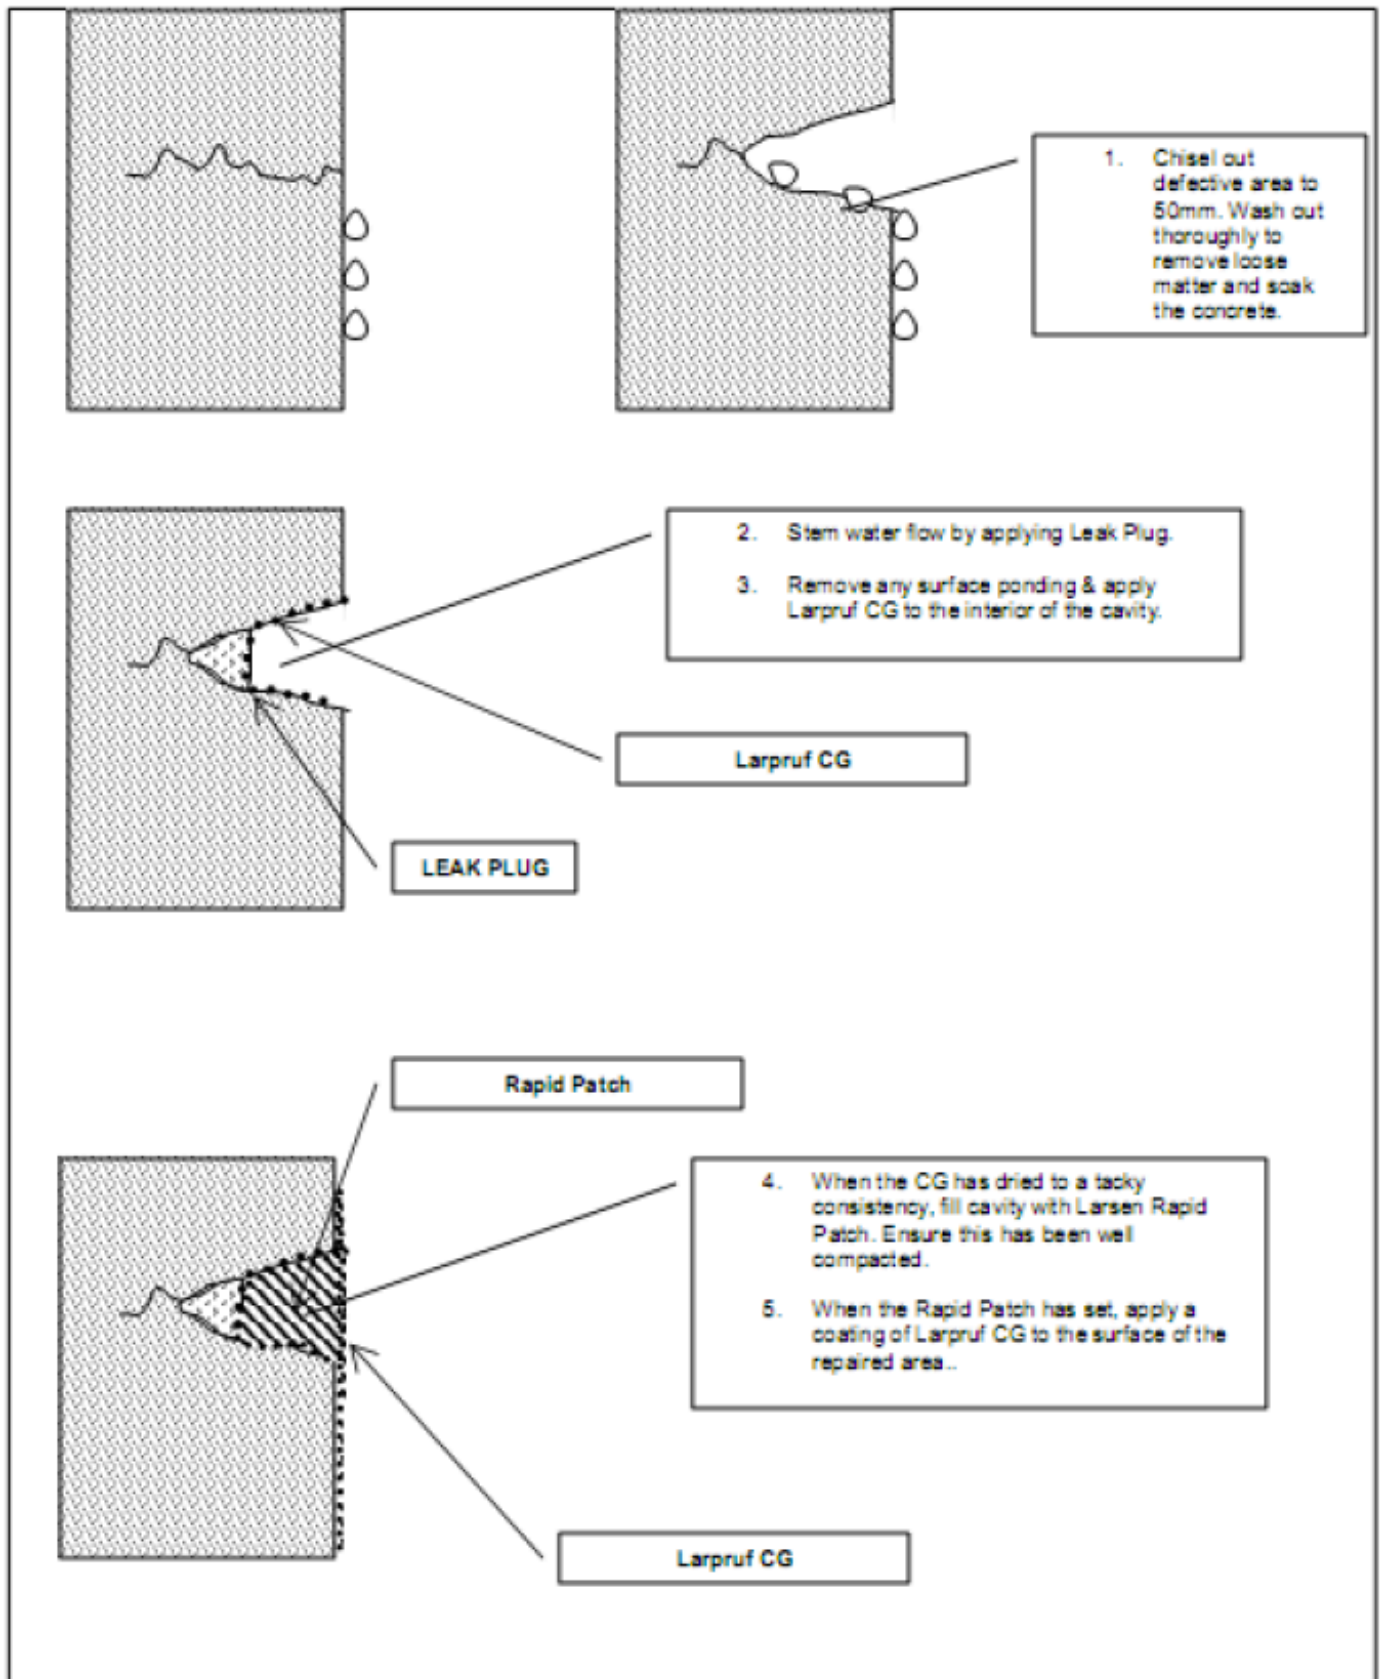 1. Chisel out
defective area to
50mm. Wash out
thoroughly to
remove loose
matter and soak
the concrete.
2. Stem water flow by applying Leak Plug.
3. Remove any surface ponding & apply
Larpruf CG to the interior of the cavity.
Larpruf CG
LEAK PLUG
Rapid Patch
4. When the CG has dried to a tacky
consistency, fill cavity with Larsen Rapid
Patch. Ensure this has been well
compacted.
5. When the Rapid Patch has set, apply a
coating of Larpruf CG to the surface of the
repaired area..
Larpruf CG